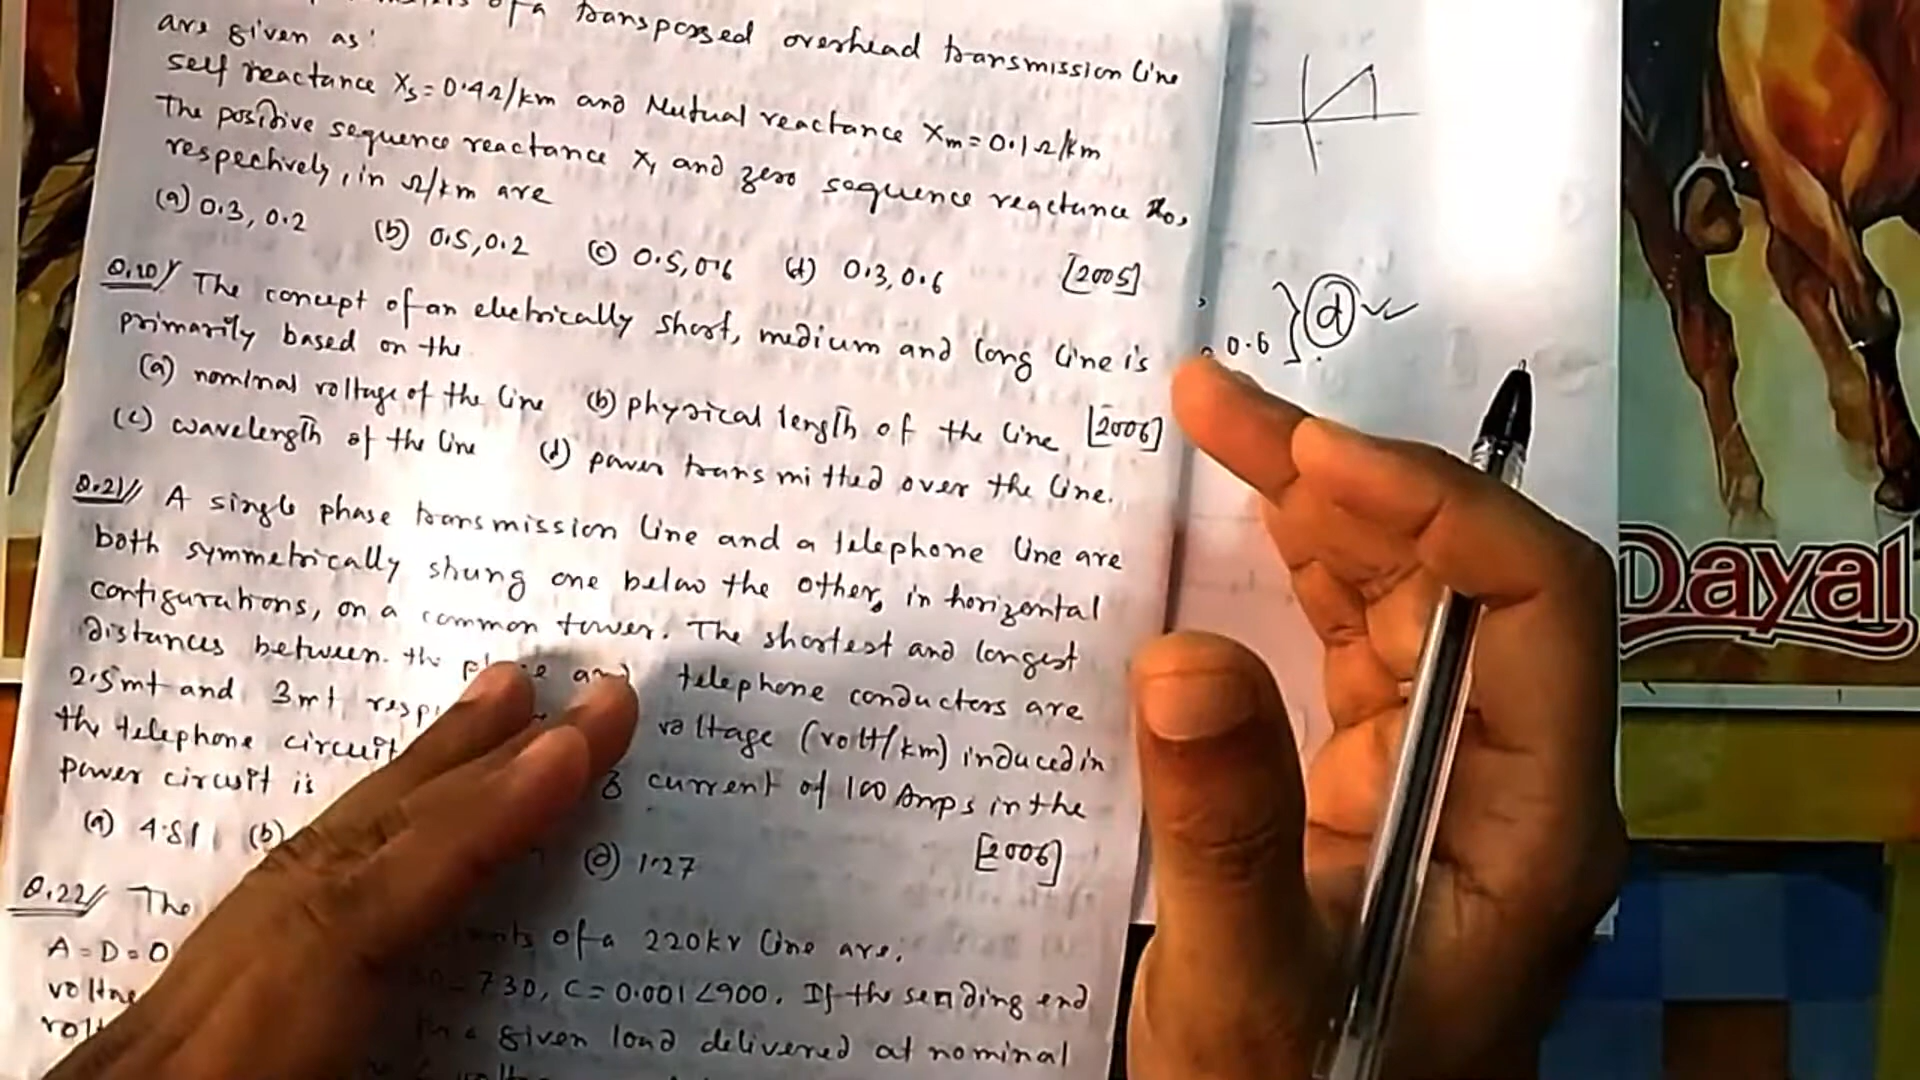 of a transposed overhead transmission line
are given as:
self reactance Xs = 0.4Ω/km and Mutual reactance Xm = 0.1Ω/km
The positive sequence reactance X1 and zero sequence reactance X0,
respectively, in Ω/km are
(a) 0.3, 0.2 (b) 0.5, 0.2 (c) 0.5, 0.6 (d) 0.3, 0.6 [2005]
Q.20/ The concept of an electrically short, medium and long line is
primarily based on the
(a) nominal voltage of the line (b) physical length of the line [2006]
(c) wavelength of the line (d) power transmitted over the line.
Q.21// A single phase transmission line and a telephone line are
both symmetrically strung one below the other, in horizontal
configurations, on a common tower. The shortest and longest
distances between the and telephone conductors are
2.5mt and 3mt voltage (volt/km) induced in
the telephone circuit current of 100 Amps in the
power circuit is
(a) 4.81 (b) (d) 1.27 [2006]
Q.22// The of a 220kv line are:
A = D = 0 730, C = 0.001∠900. If the sending end
given load delivered at nominal
0.6 } (d)
Dayal